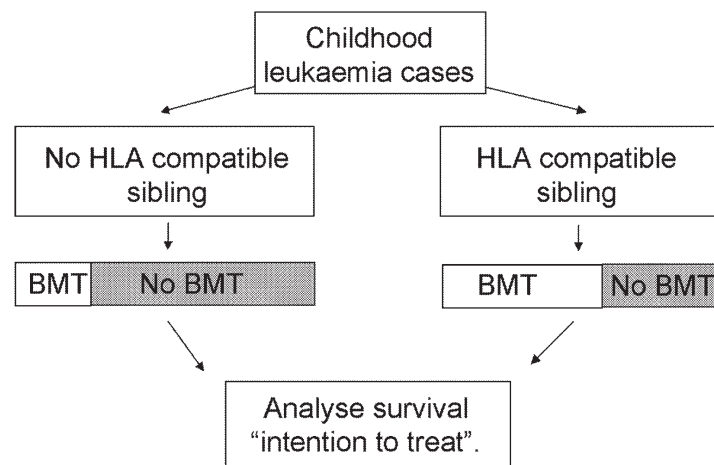 Childhood
leukaemia cases
No HLA compatible
sibling
HLA compatible
sibling
BMT
No BMT
BMT
No BMT
Analyse survival
“intention to treat”.